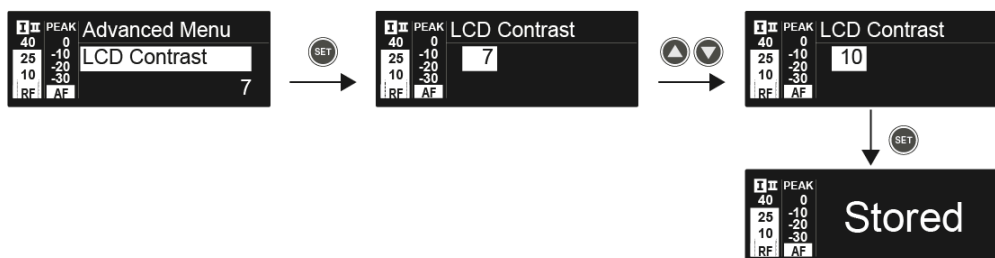 I II PEAK Advanced Menu
40 0 LCD Contrast
25 -10
10 -20
-30
RF AF 7
SET
I II PEAK LCD Contrast
40 0 7
25 -10
10 -20
-30
RF AF
I II PEAK LCD Contrast
40 0 10
25 -10
10 -20
-30
RF AF
SET
I II PEAK
40 0 Stored
25 -10
10 -20
-30
RF AF